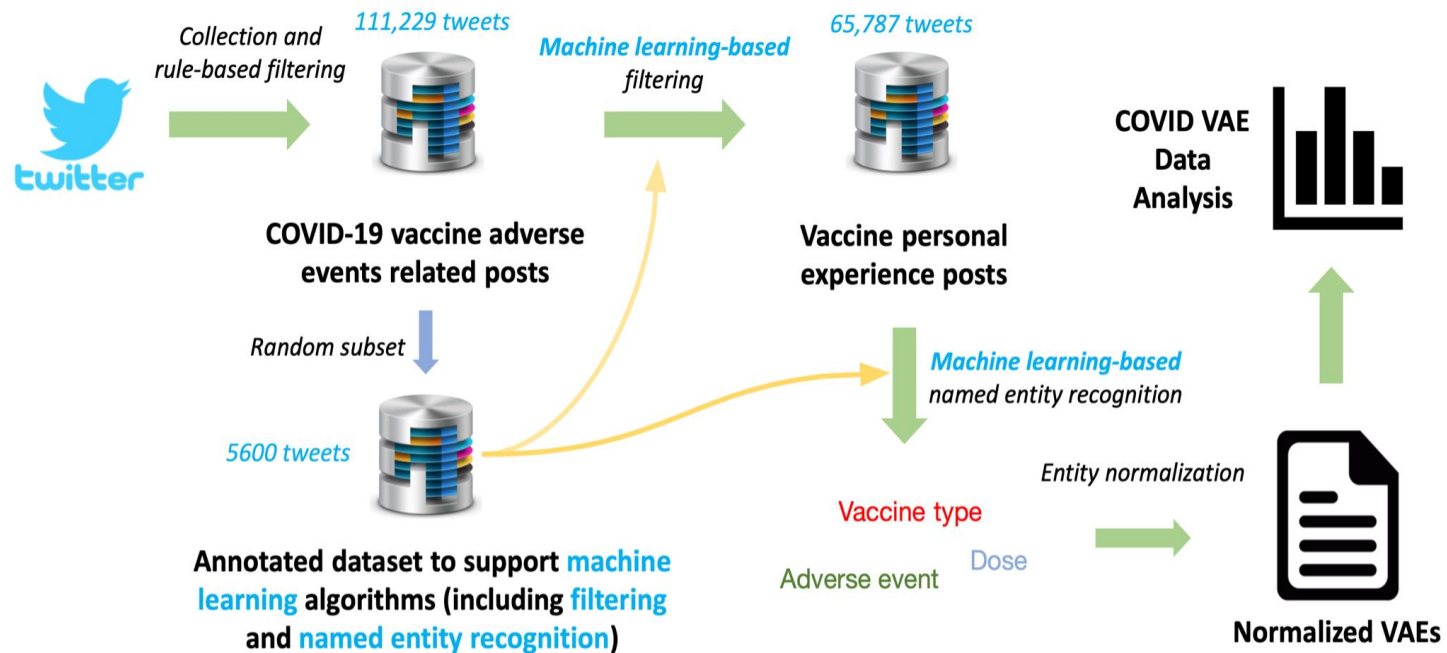 111,229 tweets
65,787 tweets
Collection and
rule-based filtering
Machine learning-based
filtering
twitter
COVID VAE
Data
Analysis
COVID-19 vaccine adverse
events related posts
Vaccine personal
experience posts
Random subset
Machine learning-based
named entity recognition
5600 tweets
Entity normalization
Vaccine type
Dose
Adverse event
Annotated dataset to support machine
learning algorithms (including filtering
and named entity recognition)
Normalized VAEs